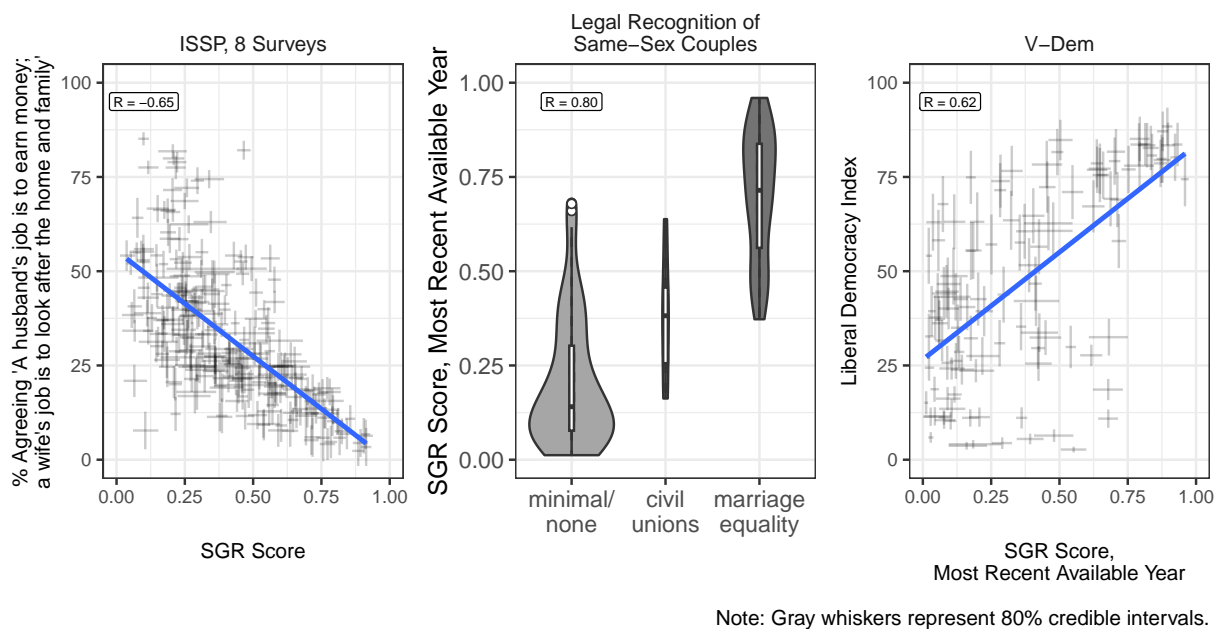 ISSP, 8 Surveys
% Agreeing 'A husband's job is to earn money;
a wife's job is to look after the home and family'
100
75
50
25
0
R = −0.65
0.00
0.25
0.50
0.75
1.00
SGR Score
Legal Recognition of
Same−Sex Couples
SGR Score, Most Recent Available Year
1.00
0.75
0.50
0.25
0.00
R = 0.80
minimal/
none
civil
unions
marriage
equality
V−Dem
Liberal Democracy Index
100
75
50
25
0
R = 0.62
0.00
0.25
0.50
0.75
1.00
SGR Score,
Most Recent Available Year
Note: Gray whiskers represent 80% credible intervals.